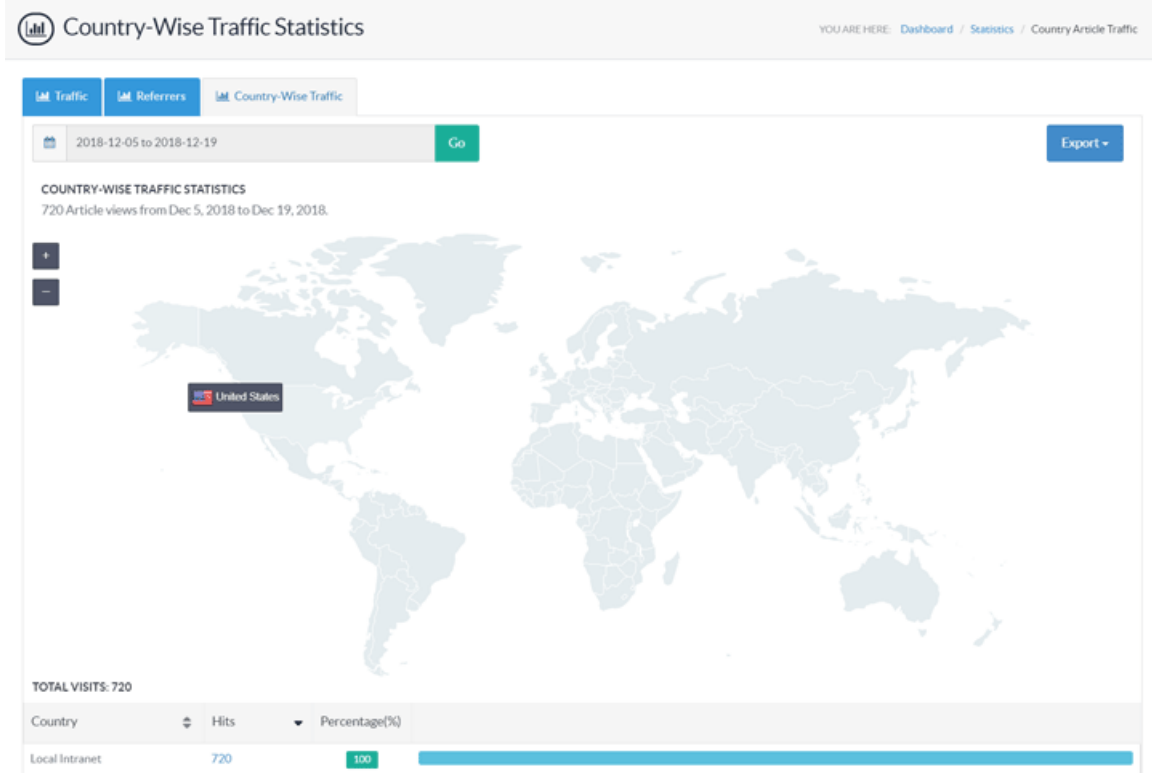 Country-Wise Traffic Statistics
YOU ARE HERE: Dashboard / Statistics / Country Article Traffic
Traffic
Referrers
Country-Wise Traffic
2018-12-05 to 2018-12-19
Go
Export
COUNTRY-WISE TRAFFIC STATISTICS
720 Article views from Dec 5, 2018 to Dec 19, 2018.
+
−
United States
TOTAL VISITS: 720
Country Hits Percentage(%)
Local Intranet 720 100